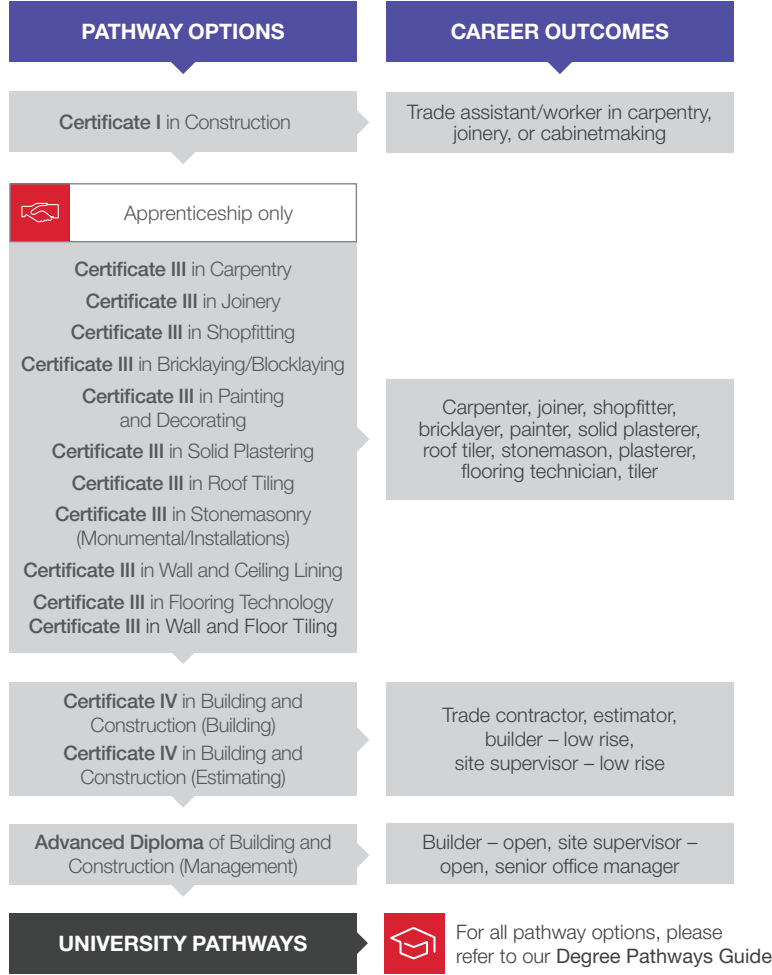 PATHWAY OPTIONS
CAREER OUTCOMES
Certificate I in Construction
Trade assistant/worker in carpentry,
joinery, or cabinetmaking
Apprenticeship only
Certificate III in Carpentry
Certificate III in Joinery
Certificate III in Shopfitting
Certificate III in Bricklaying/Blocklaying
Certificate III in Painting
and Decorating
Certificate III in Solid Plastering
Certificate III in Roof Tiling
Certificate III in Stonemasonry
(Monumental/Installations)
Certificate III in Wall and Ceiling Lining
Certificate III in Flooring Technology
Certificate III in Wall and Floor Tiling
Carpenter, joiner, shopfitter,
bricklayer, painter, solid plasterer,
roof tiler, stonemason, plasterer,
flooring technician, tiler
Certificate IV in Building and
Construction (Building)
Certificate IV in Building and
Construction (Estimating)
Trade contractor, estimator,
builder – low rise,
site supervisor – low rise
Advanced Diploma of Building and
Construction (Management)
Builder – open, site supervisor –
open, senior office manager
UNIVERSITY PATHWAYS
For all pathway options, please
refer to our Degree Pathways Guide